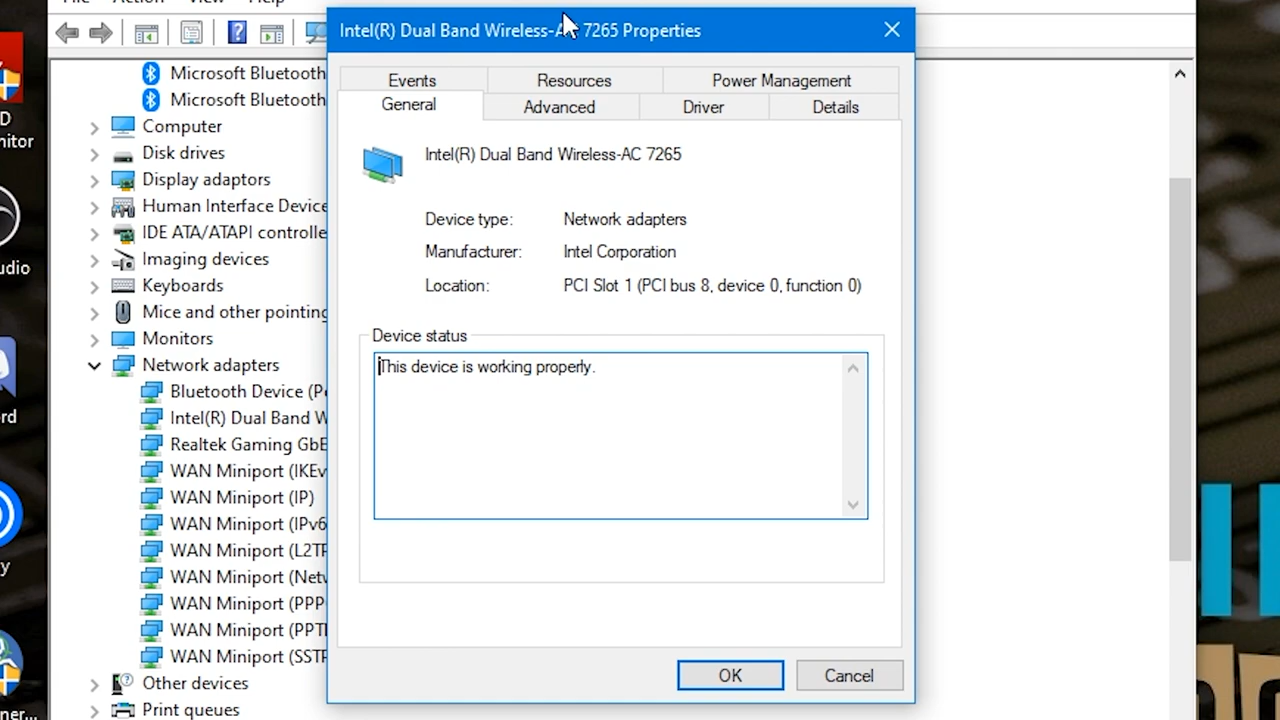 File Action View Help
Intel(R) Dual Band Wireless-AC 7265 Properties
Events Resources Power Management
General Advanced Driver Details
Intel(R) Dual Band Wireless-AC 7265
Device type: Network adapters
Manufacturer: Intel Corporation
Location: PCI Slot 1 (PCI bus 8, device 0, function 0)
Device status
This device is working properly.
OK Cancel
Microsoft Bluetooth
Microsoft Bluetooth
Computer
Disk drives
Display adaptors
Human Interface Device
IDE ATA/ATAPI controlle
Imaging devices
Keyboards
Mice and other pointing
Monitors
Network adapters
Bluetooth Device (Pe
Intel(R) Dual Band W
Realtek Gaming GbE
WAN Miniport (IKEv
WAN Miniport (IP)
WAN Miniport (IPv6
WAN Miniport (L2TP
WAN Miniport (Netw
WAN Miniport (PPP
WAN Miniport (PPTP
WAN Miniport (SSTP
Other devices
Print queues